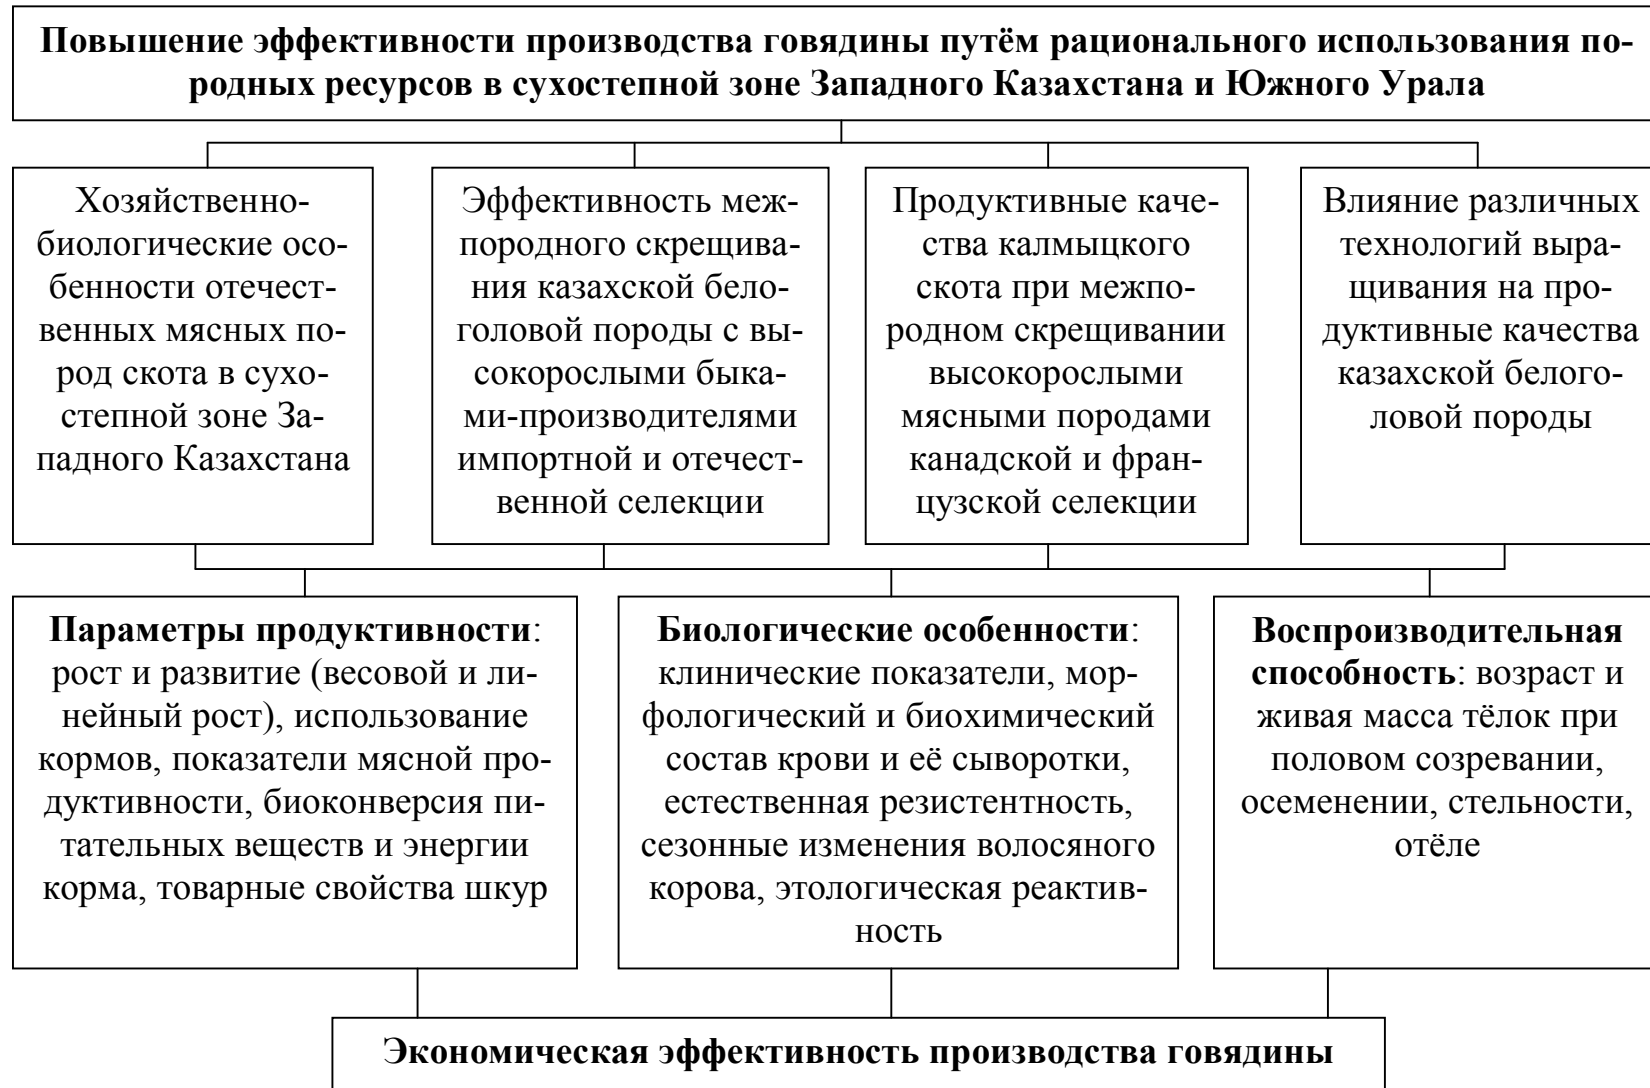 Повышение эффективности производства говядины путём рационального использования по-
родных ресурсов в сухостепной зоне Западного Казахстана и Южного Урала
Хозяйственно-
биологические осо-
бенности отечест-
венных мясных по-
род скота в сухо-
степной зоне За-
падного Казахстана
Эффективность меж-
породного скрещива-
ния казахской бело-
головой породы с вы-
сокорослыми быка-
ми-производителями
импортной и отечест-
венной селекции
Продуктивные каче-
ства калмыцкого
скота при межпо-
родном скрещивании
высокорослыми
мясными породами
канадской и фран-
цузской селекции
Влияние различных
технологий выра-
щивания на про-
дуктивные качества
казахской белого-
ловой породы
Параметры продуктивности:
рост и развитие (весовой и ли-
нейный рост), использование
кормов, показатели мясной про-
дуктивности, биоконверсия пи-
тательных веществ и энергии
корма, товарные свойства шкур
Биологические особенности:
клинические показатели, мор-
фологический и биохимический
состав крови и её сыворотки,
естественная резистентность,
сезонные изменения волосяного
корова, этологическая реактив-
ность
Воспроизводительная
способность: возраст и
живая масса тёлок при
половом созревании,
осеменении, стельности,
отёле
Экономическая эффективность производства говядины